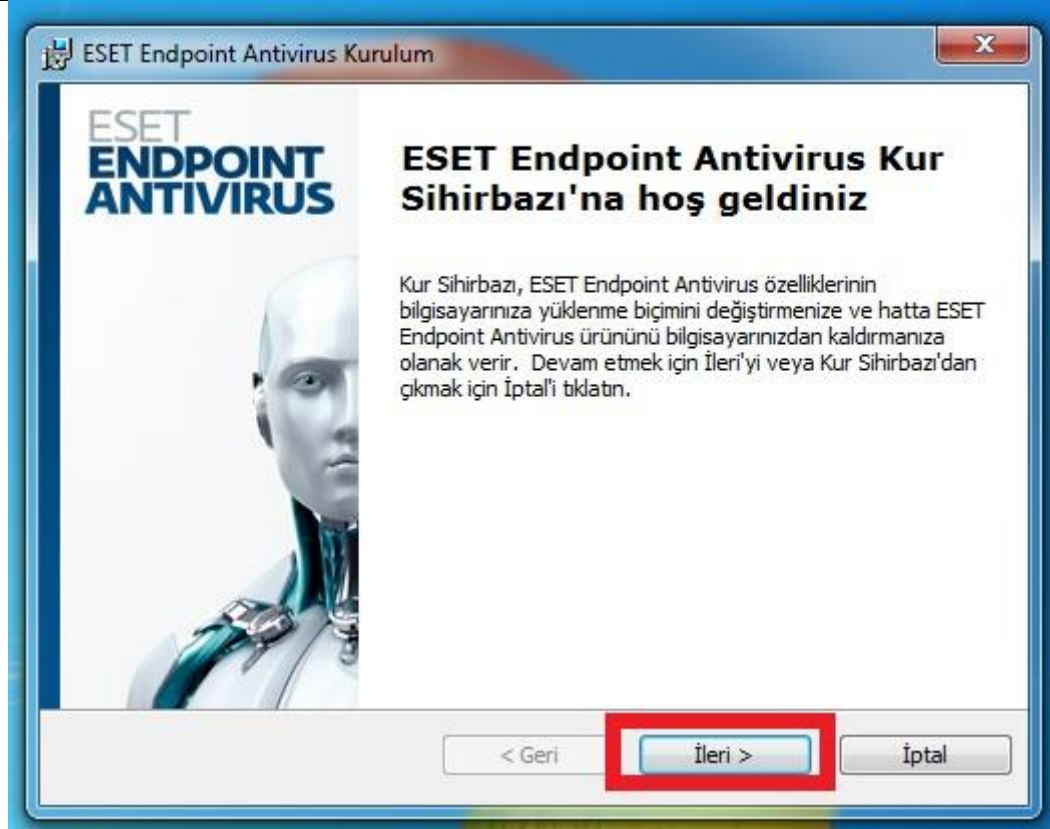 ESET Endpoint Antivirus Kurulum
ESET
ENDPOINT
ANTIVIRUS
ESET Endpoint Antivirus Kur
Sihirbazı'na hoş geldiniz
Kur Sihirbazı, ESET Endpoint Antivirus özelliklerinin
bilgisayarınıza yüklenme biçimini değiştirmenize ve hatta ESET
Endpoint Antivirus ürününü bilgisayarınızdan kaldırmanıza
olanak verir. Devam etmek için İleri'yi veya Kur Sihirbazı'dan
çıkmak için İptal'i tıklatın.
< Geri
İleri >
İptal